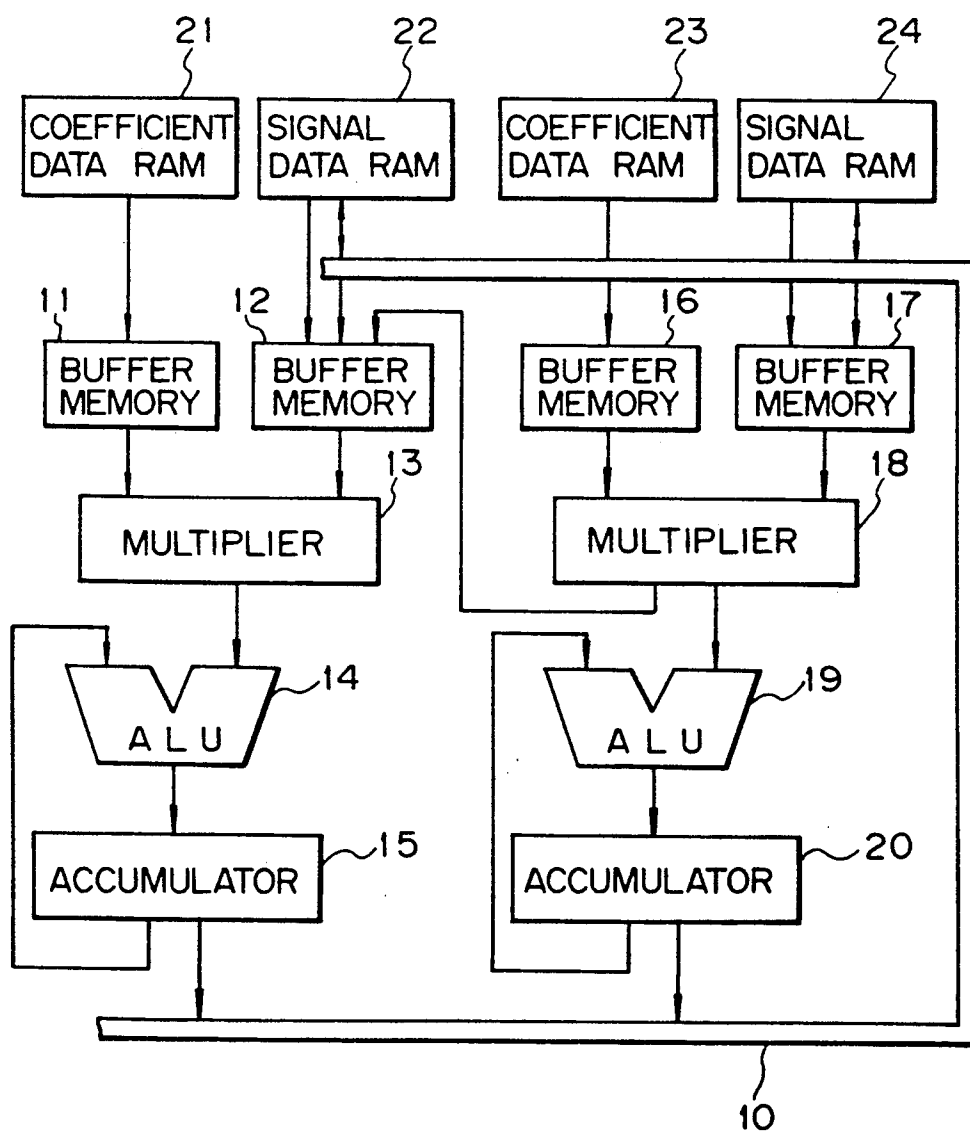 21
22
23
24
COEFFICIENT
DATA RAM
SIGNAL
DATA RAM
COEFFICIENT
DATA RAM
SIGNAL
DATA RAM
11
12
16
17
BUFFER
MEMORY
BUFFER
MEMORY
BUFFER
MEMORY
BUFFER
MEMORY
13
18
MULTIPLIER
MULTIPLIER
14
19
ALU
ALU
15
20
ACCUMULATOR
ACCUMULATOR
10